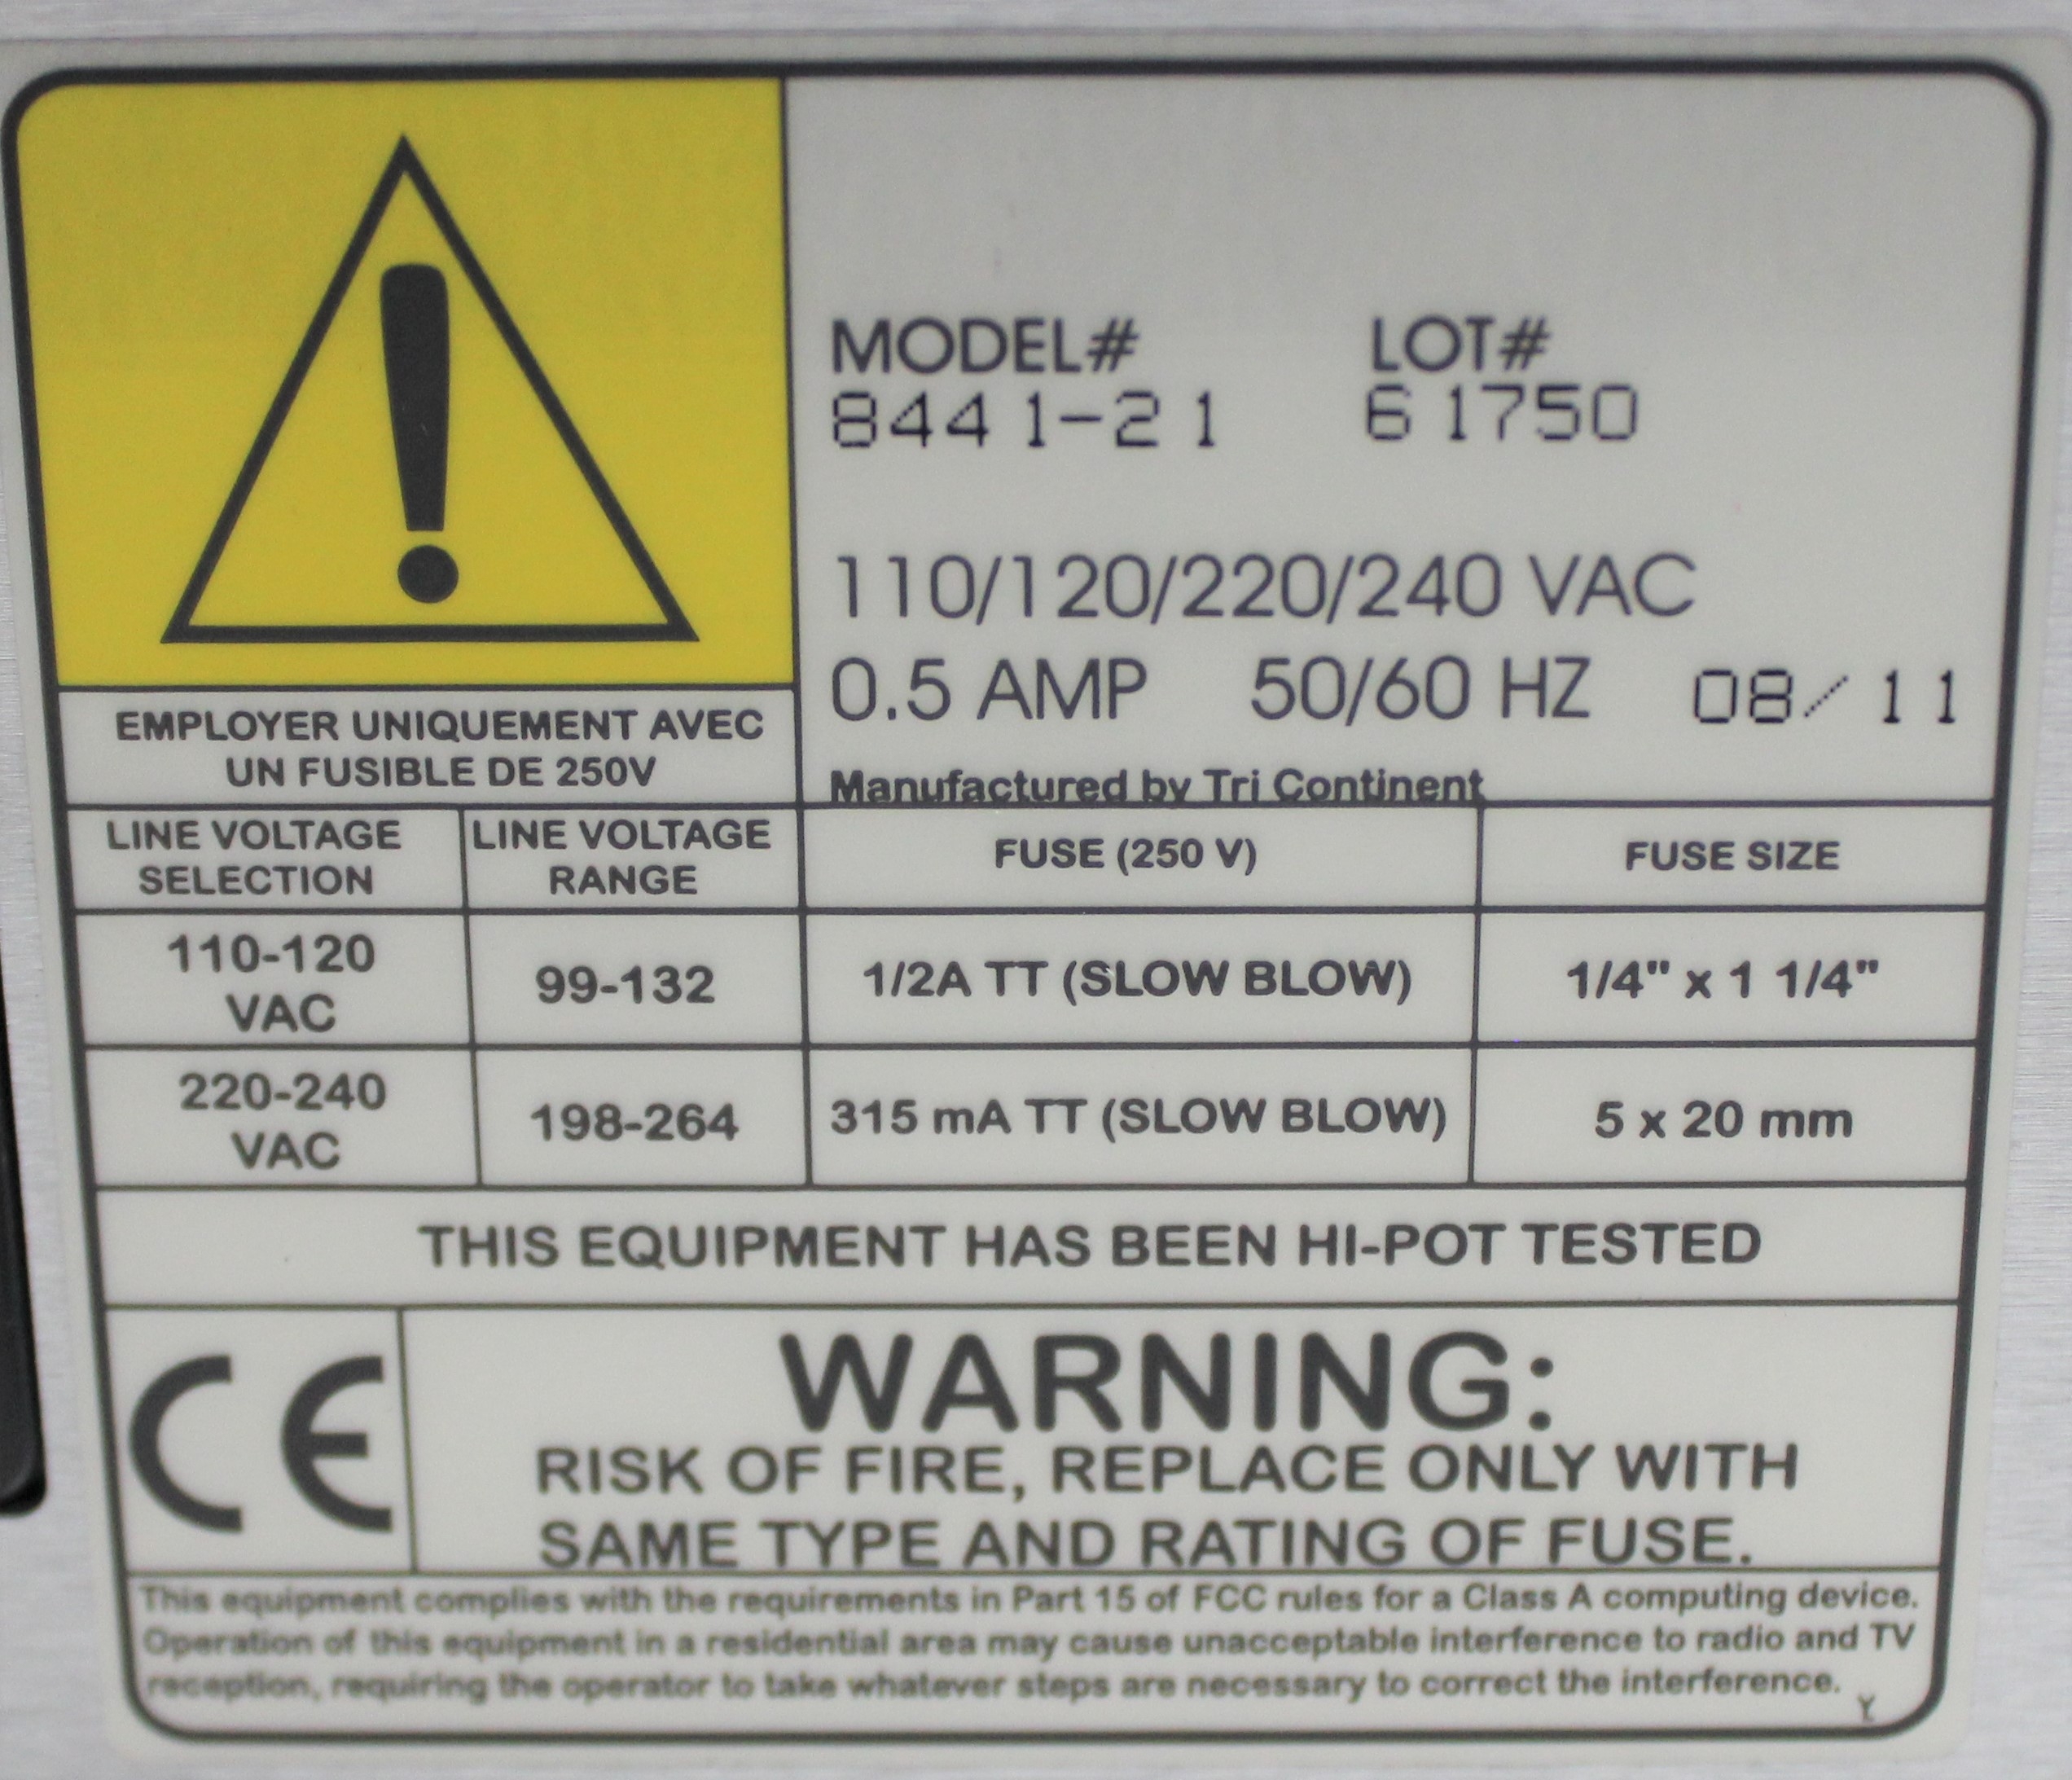 MODEL# LOT#
8441-21 61750
110/120/220/240 VAC
0.5 AMP 50/60 HZ 08/11
Manufactured by Tri Continent
EMPLOYER UNIQUEMENT AVEC
UN FUSIBLE DE 250V
LINE VOLTAGE
SELECTION
LINE VOLTAGE
RANGE
FUSE (250 V)
FUSE SIZE
110-120
VAC
99-132
1/2A TT (SLOW BLOW)
1/4" x 1 1/4"
220-240
VAC
198-264
315 mA TT (SLOW BLOW)
5 x 20 mm
THIS EQUIPMENT HAS BEEN HI-POT TESTED
CE
WARNING:
RISK OF FIRE, REPLACE ONLY WITH
SAME TYPE AND RATING OF FUSE.
This equipment complies with the requirements in Part 15 of FCC rules for a Class A computing device.
Operation of this equipment in a residential area may cause unacceptable interference to radio and TV
reception, requiring the operator to take whatever steps are necessary to correct the interference.
Y